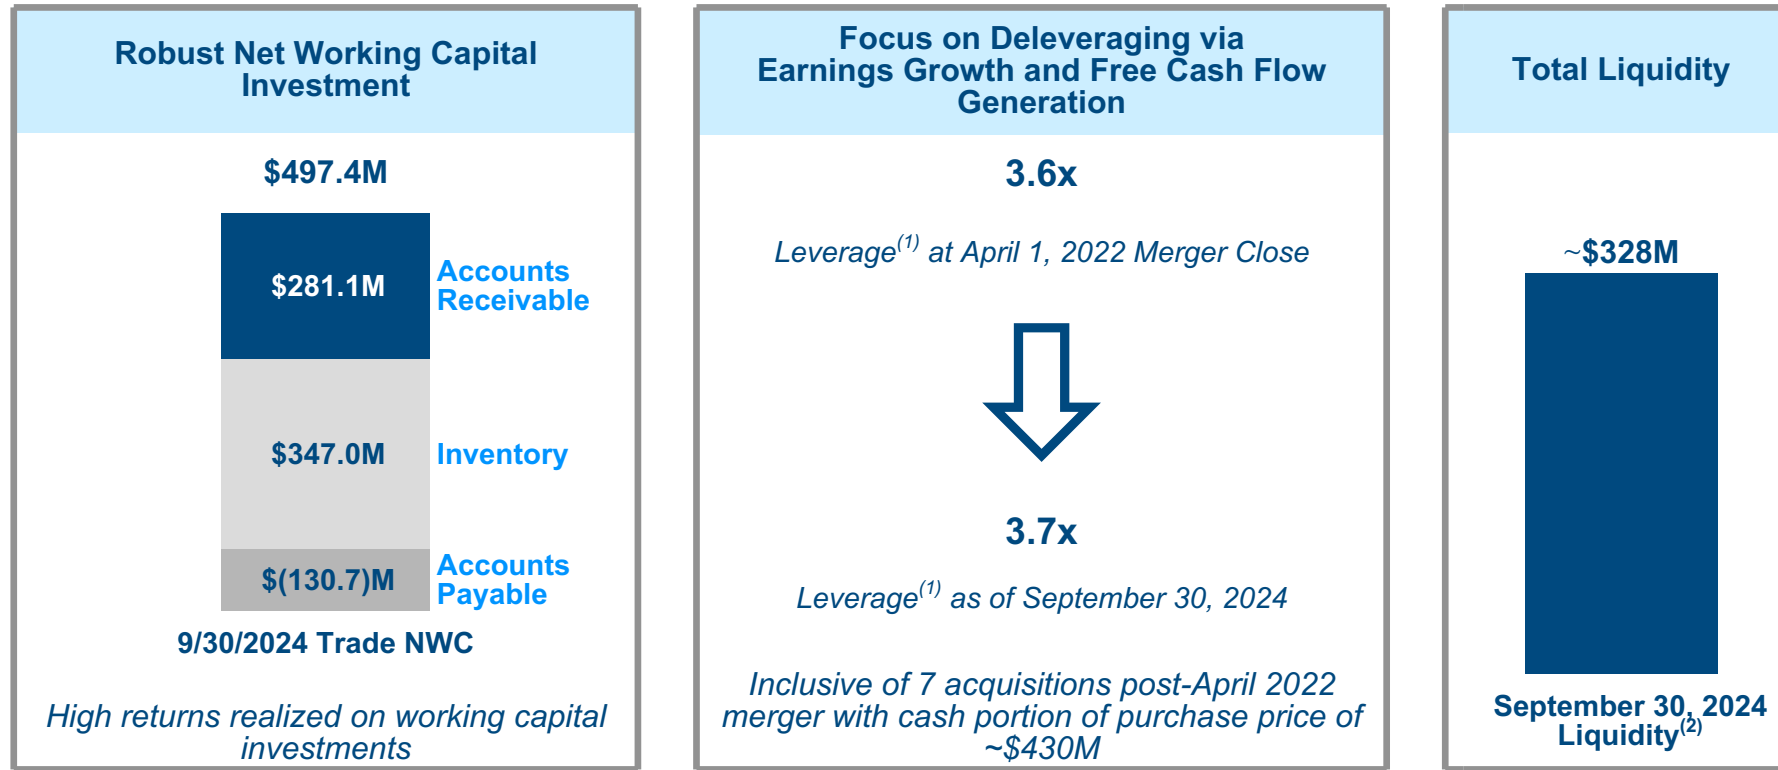 Robust Net Working Capital
Investment
$497.4M
$281.1M
Accounts
Receivable
$347.0M
Inventory
$(130.7)M
Accounts
Payable
9/30/2024 Trade NWC
High returns realized on working capital
investments
Focus on Deleveraging via
Earnings Growth and Free Cash Flow
Generation
3.6x
Leverage(1) at April 1, 2022 Merger Close
3.7x
Leverage(1) as of September 30, 2024
Inclusive of 7 acquisitions post-April 2022
merger with cash portion of purchase price of
~$430M
Total Liquidity
~$328M
September 30, 2024
Liquidity(2)